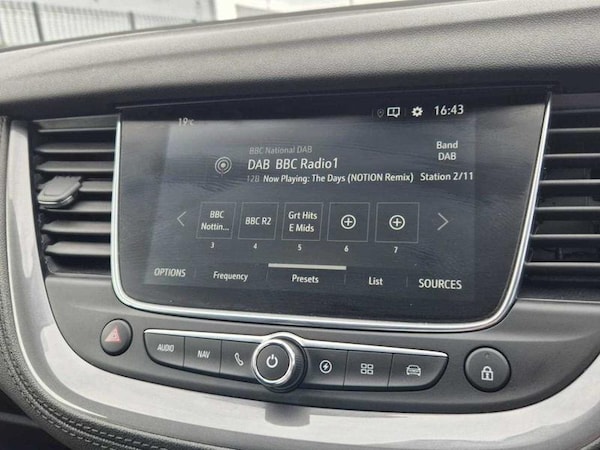 16:43
19°C
BBC National DAB
DAB BBC Radio1
Band
DAB
12B Now Playing: The Days (NOTION Remix) Station 2/11
BBC
Nottin...
BBC R2
Grt Hits
E Mids
3 4 5 6 7
OPTIONS Frequency Presets List SOURCES
AUDIO NAV